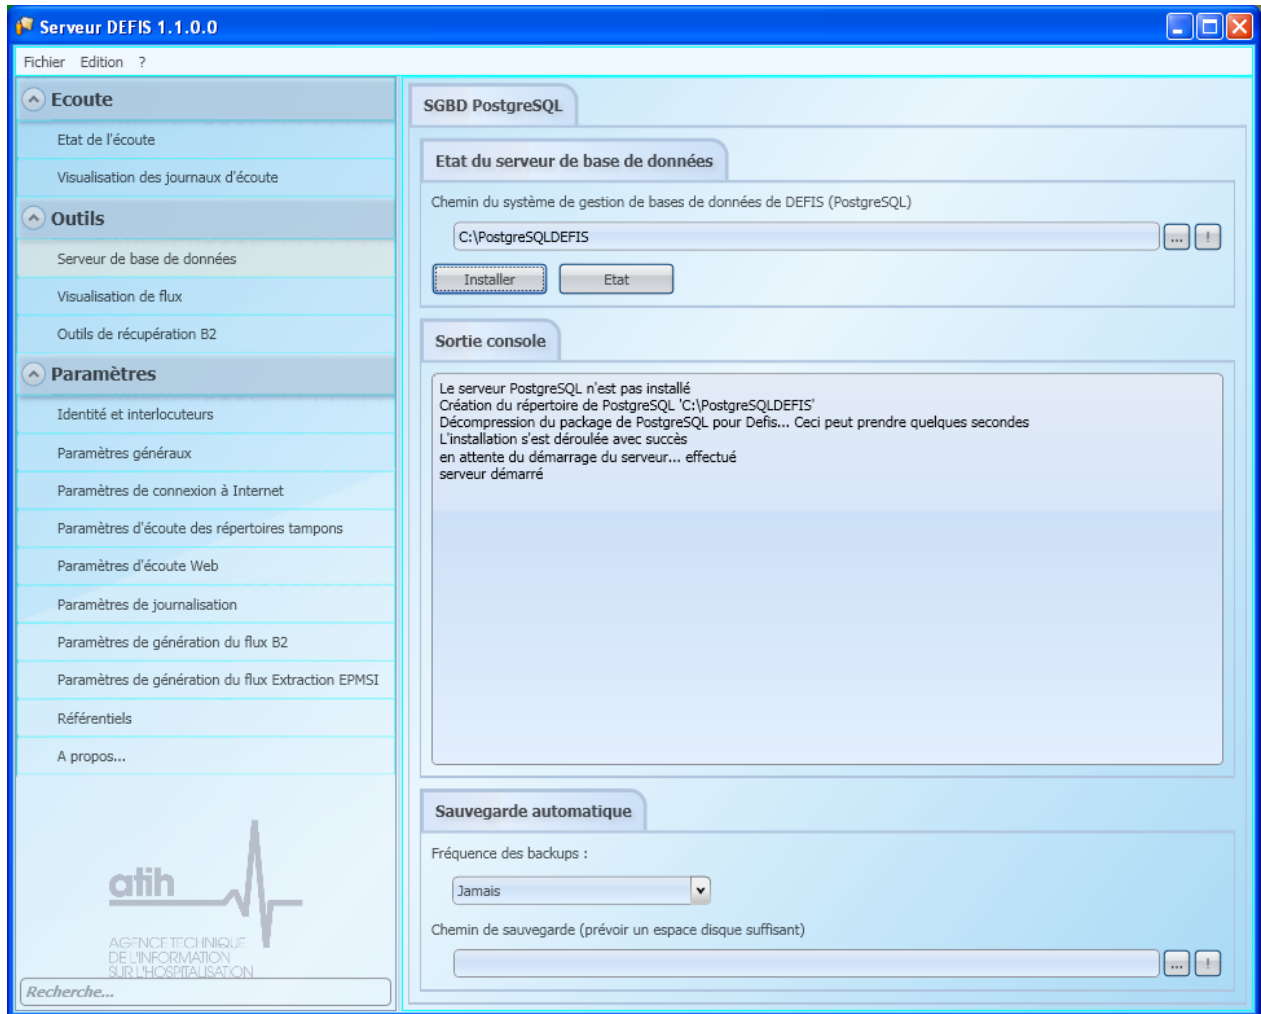 Serveur DEFIS 1.1.0.0
Fichier Edition ?
Ecoute
Etat de l'écoute
Visualisation des journaux d'écoute
Outils
Serveur de base de données
Visualisation de flux
Outils de récupération B2
Paramètres
Identité et interlocuteurs
Paramètres généraux
Paramètres de connexion à Internet
Paramètres d'écoute des répertoires tampons
Paramètres d'écoute Web
Paramètres de journalisation
Paramètres de génération du flux B2
Paramètres de génération du flux Extraction EPMSI
Référentiels
A propos...
atih
AGENCE TECHNIQUE
DE L'INFORMATION
SUR L'HOSPITALISATION
Recherche...
SGBD PostgreSQL
Etat du serveur de base de données
Chemin du système de gestion de bases de données de DEFIS (PostgreSQL)
C:\PostgreSQLDEFIS
... !
Installer Etat
Sortie console
Le serveur PostgreSQL n'est pas installé
Création du répertoire de PostgreSQL 'C:\PostgreSQLDEFIS'
Décompression du package de PostgreSQL pour Defis... Ceci peut prendre quelques secondes
L'installation s'est déroulée avec succès
en attente du démarrage du serveur... effectué
serveur démarré
Sauvegarde automatique
Fréquence des backups :
Jamais
Chemin de sauvegarde (prévoir un espace disque suffisant)
... !